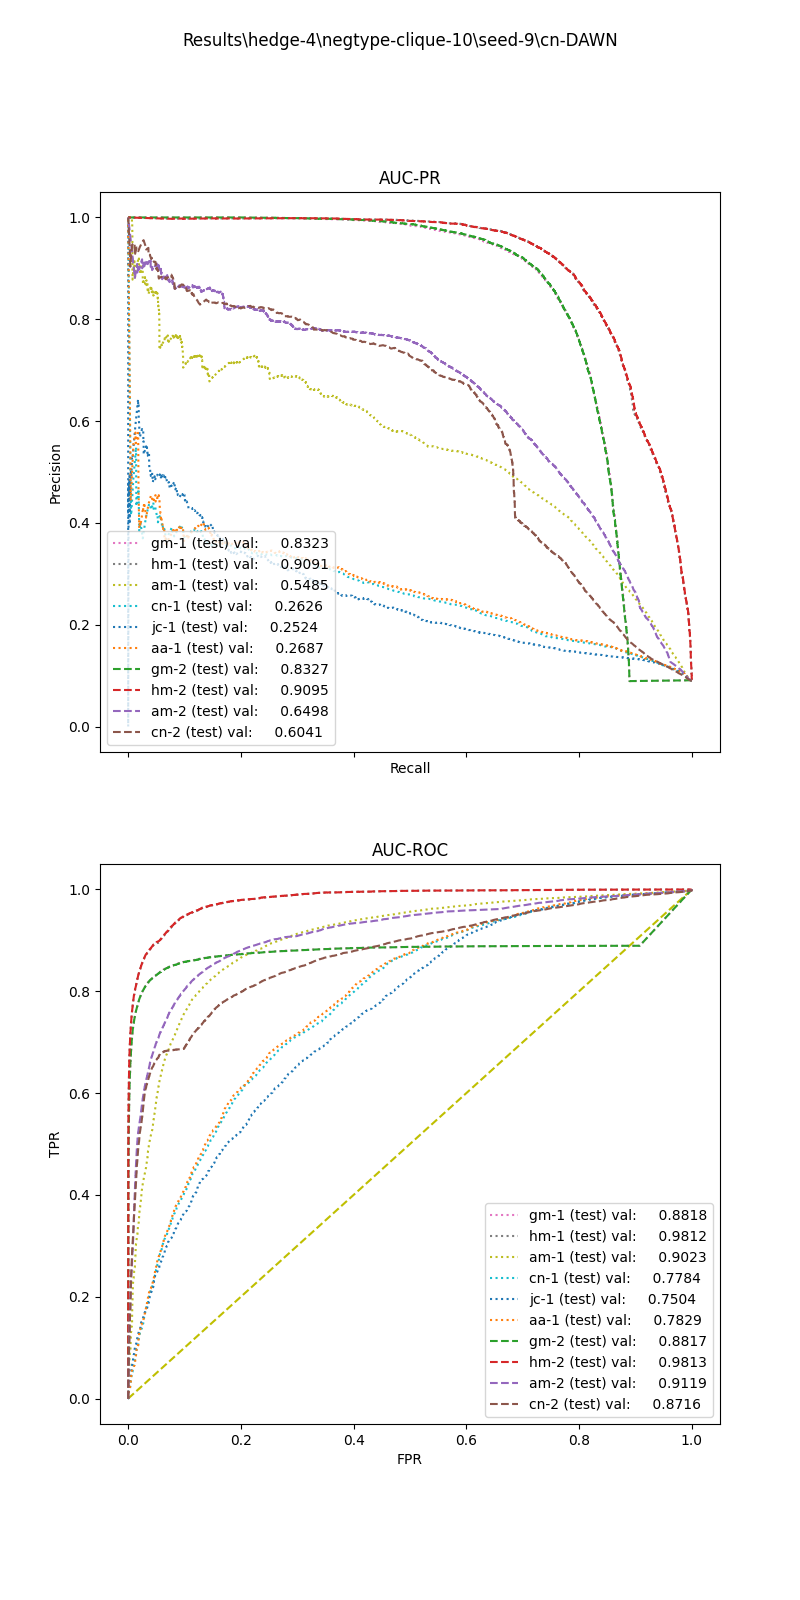 Results\hedge-4\negtype-clique-10\seed-9\cn-DAWN
AUC-PR
1.0
0.8
0.6
0.4
0.2
0.0
Precision
gm-1 (test) val: 0.8323
hm-1 (test) val: 0.9091
am-1 (test) val: 0.5485
cn-1 (test) val: 0.2626
jc-1 (test) val: 0.2524
aa-1 (test) val: 0.2687
gm-2 (test) val: 0.8327
hm-2 (test) val: 0.9095
am-2 (test) val: 0.6498
cn-2 (test) val: 0.6041
Recall
AUC-ROC
1.0
0.8
0.6
0.4
0.2
0.0
TPR
gm-1 (test) val: 0.8818
hm-1 (test) val: 0.9812
am-1 (test) val: 0.9023
cn-1 (test) val: 0.7784
jc-1 (test) val: 0.7504
aa-1 (test) val: 0.7829
gm-2 (test) val: 0.8817
hm-2 (test) val: 0.9813
am-2 (test) val: 0.9119
cn-2 (test) val: 0.8716
0.0 0.2 0.4 0.6 0.8 1.0
FPR